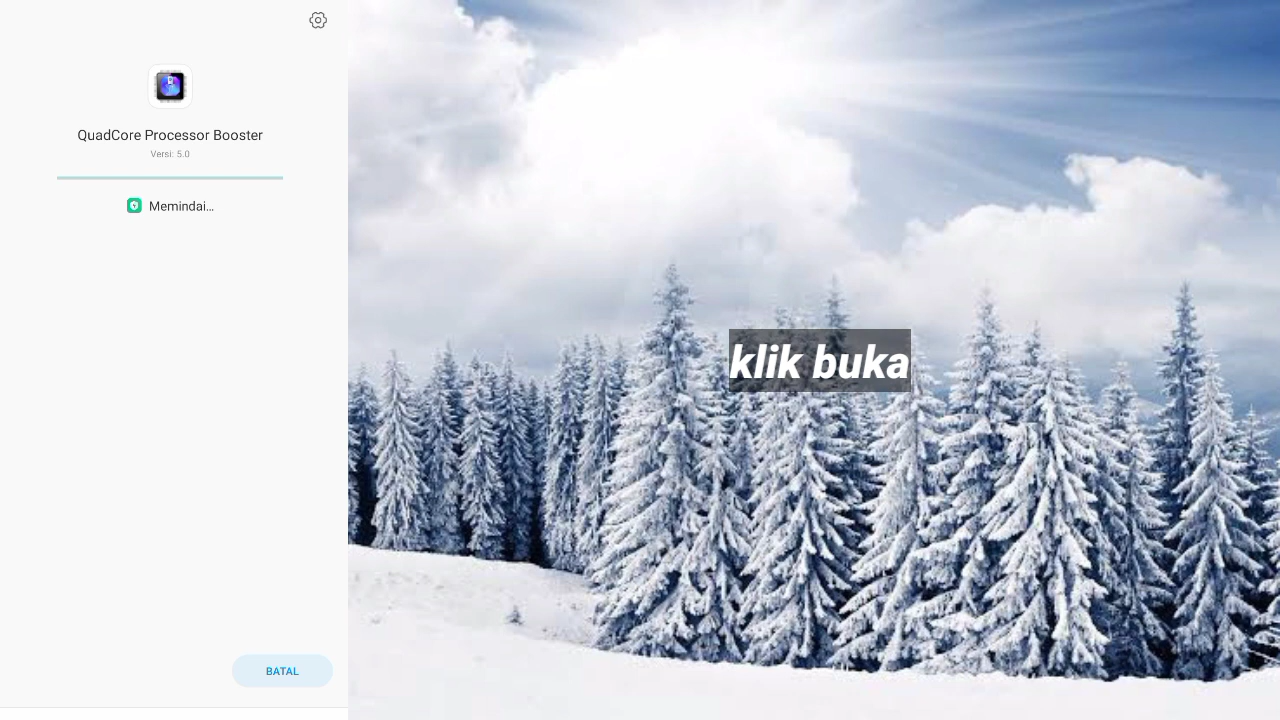 QuadCore Processor Booster
Versi: 5.0
Memindai...
BATAL
klik buka